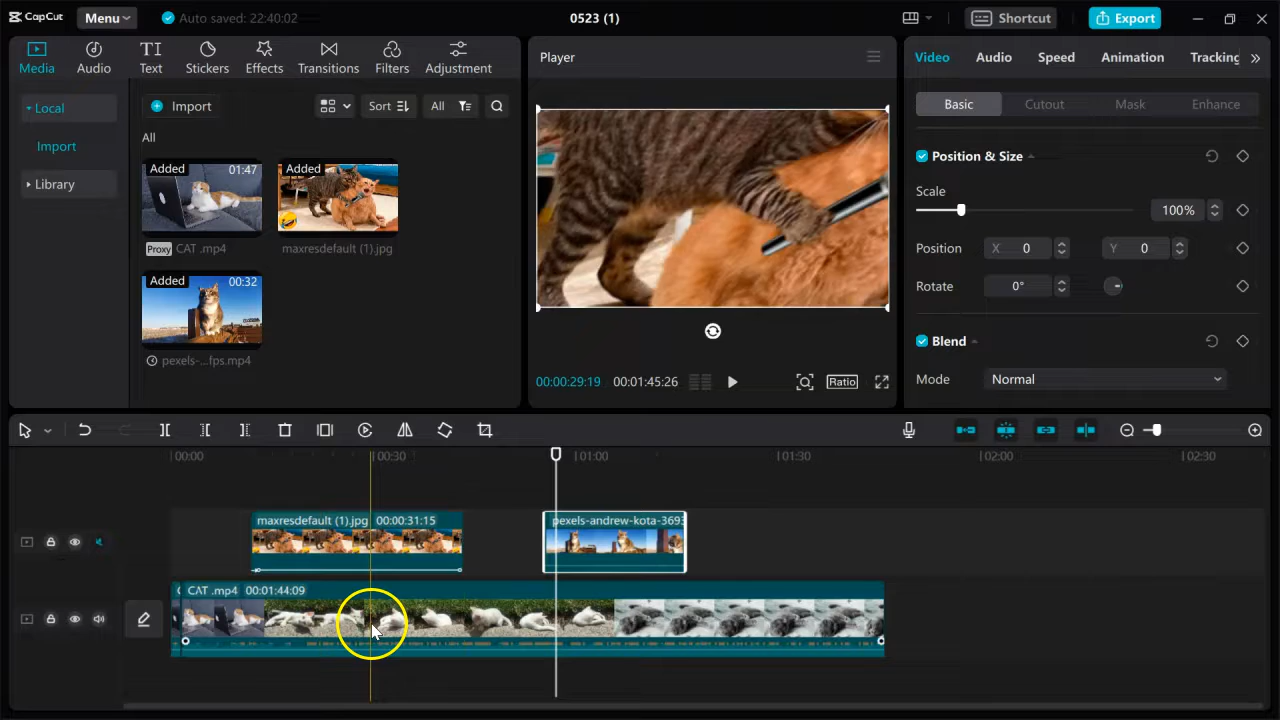 CapCut Menu Auto saved: 22:40:02 0523 (1) Shortcut Export
Media Audio Text Stickers Effects Transitions Filters Adjustment
Local
Import
Library
Import Sort All
All
Added 01:47
Proxy CAT .mp4
Added
maxresdefault (1).jpg
Added 00:32
pexels-...fps.mp4
Player
00:00:29:19 00:01:45:26 Ratio
Video Audio Speed Animation Tracking
Basic Cutout Mask Enhance
Position & Size
Scale
100%
Position X 0 Y 0
Rotate 0°
Blend
Mode Normal
00:00 00:30 01:00 01:30 02:00 02:30
maxresdefault (1).jpg 00:00:31:15 pexels-andrew-kota-3693
CAT .mp4 00:01:44:09